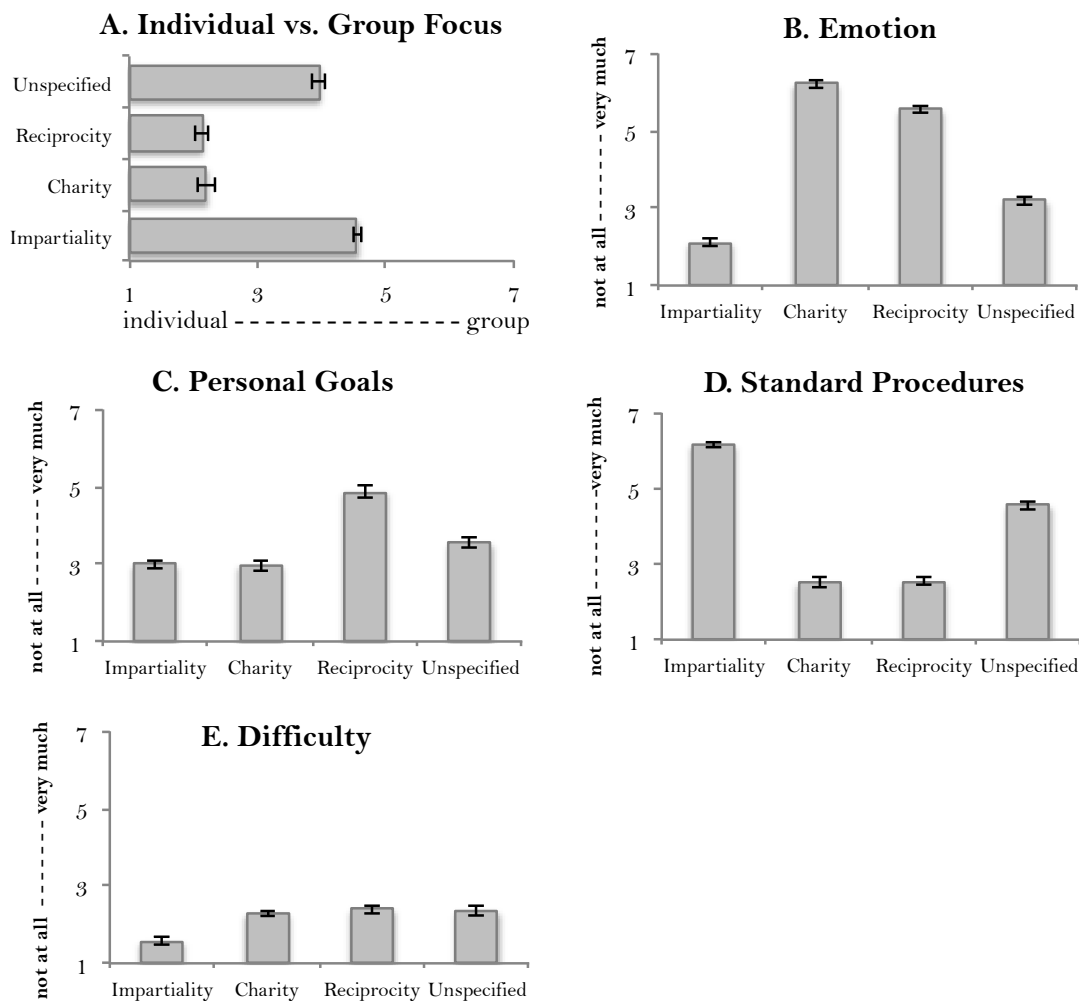 A. Individual vs. Group Focus
Unspecified
Reciprocity
Charity
Impartiality
1 3 5 7
individual - - - - - - - - - - - - - - - - - group
B. Emotion
not at all - - - - - - - very much
7
5
3
1
Impartiality Charity Reciprocity Unspecified
C. Personal Goals
not at all - - - - - - - very much
7
5
3
1
Impartiality Charity Reciprocity Unspecified
D. Standard Procedures
not at all - - - - - - - -very much
7
5
3
1
Impartiality Charity Reciprocity Unspecified
E. Difficulty
not at all - - - - - - - very much
7
5
3
1
Impartiality Charity Reciprocity Unspecified